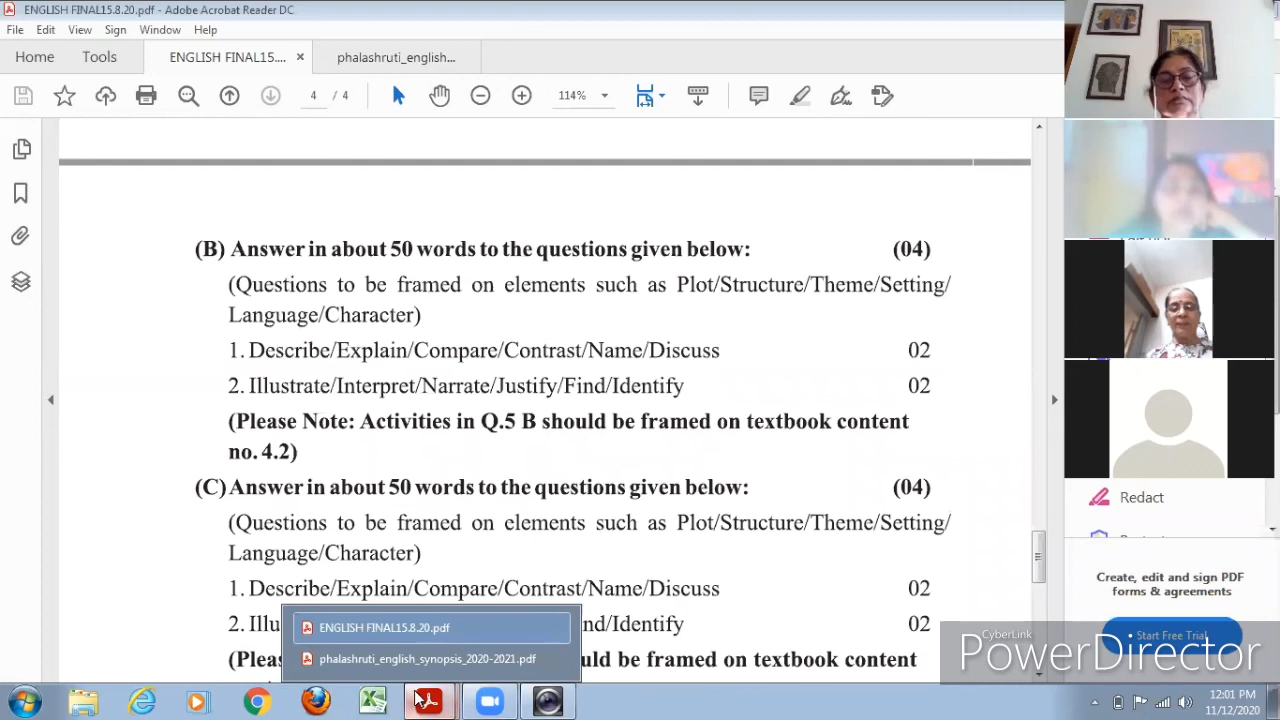 ENGLISH FINAL15.8.20.pdf - Adobe Acrobat Reader DC
File Edit View Sign Window Help
Home Tools ENGLISH FINAL15.... × phalashruti_english...
4 / 4 114%
(B) Answer in about 50 words to the questions given below: (04)
(Questions to be framed on elements such as Plot/Structure/Theme/Setting/
Language/Character)
1. Describe/Explain/Compare/Contrast/Name/Discuss 02
2. Illustrate/Interpret/Narrate/Justify/Find/Identify 02
(Please Note: Activities in Q.5 B should be framed on textbook content
no. 4.2)
(C) Answer in about 50 words to the questions given below: (04)
(Questions to be framed on elements such as Plot/Structure/Theme/Setting/
Language/Character)
1. Describe/Explain/Compare/Contrast/Name/Discuss 02
2. Illu nd/Identify 02
(Pleas uld be framed on textbook content
ENGLISH FINAL15.8.20.pdf
phalashruti_english_synopsis_2020-2021.pdf
Redact
Create, edit and sign PDF
forms & agreements
Start Free Trial
CyberLink
PowerDirector
12:01 PM
11/12/2020